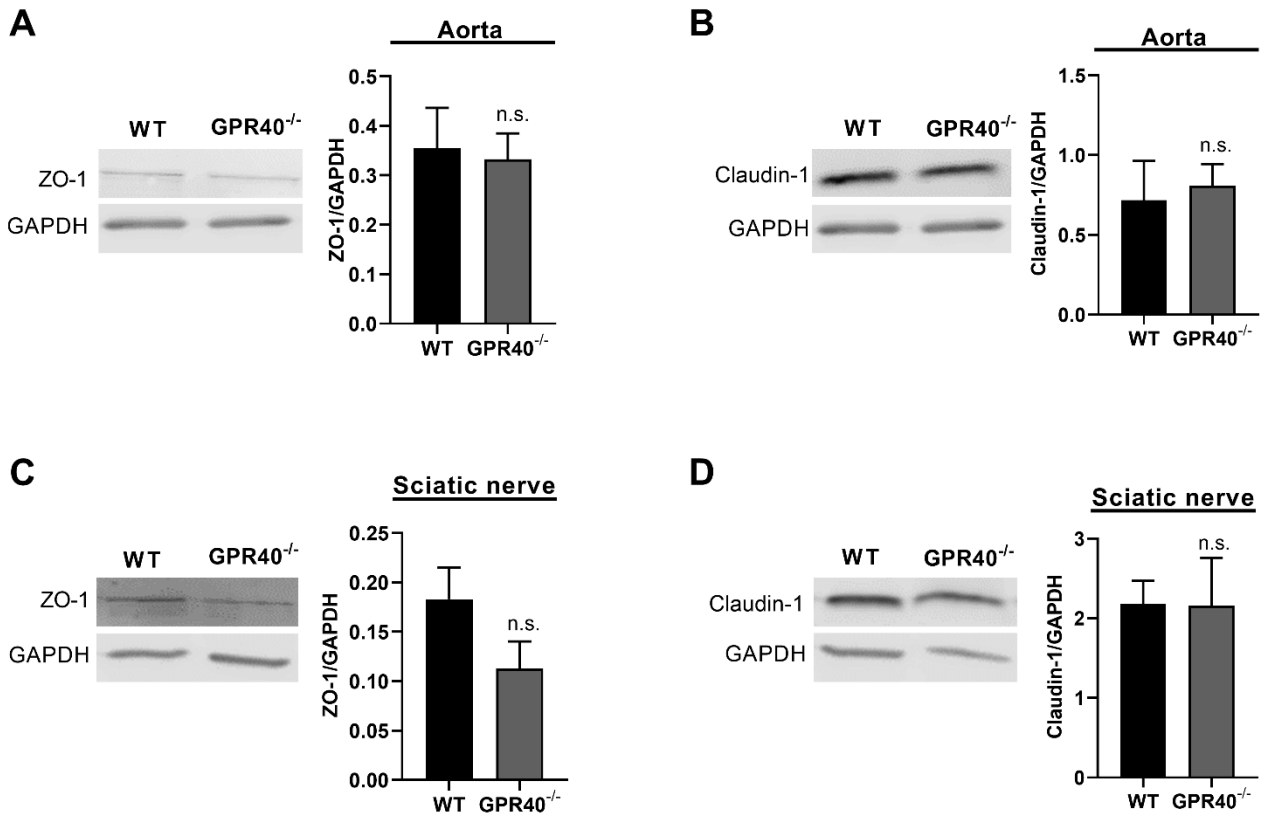 A
Aorta
WT GPR40-/-
ZO-1
GAPDH
ZO-1/GAPDH
0.5
0.4
0.3
0.2
0.1
0.0
n.s.
WT GPR40-/-
B
Aorta
WT GPR40-/-
Claudin-1
GAPDH
Claudin-1/GAPDH
1.5
1.0
0.5
0.0
n.s.
WT GPR40-/-
C
Sciatic nerve
WT GPR40-/-
ZO-1
GAPDH
ZO-1/GAPDH
0.25
0.20
0.15
0.10
0.05
0.00
n.s.
WT GPR40-/-
D
Sciatic nerve
WT GPR40-/-
Claudin-1
GAPDH
Claudin-1/GAPDH
3
2
1
0
n.s.
WT GPR40-/-